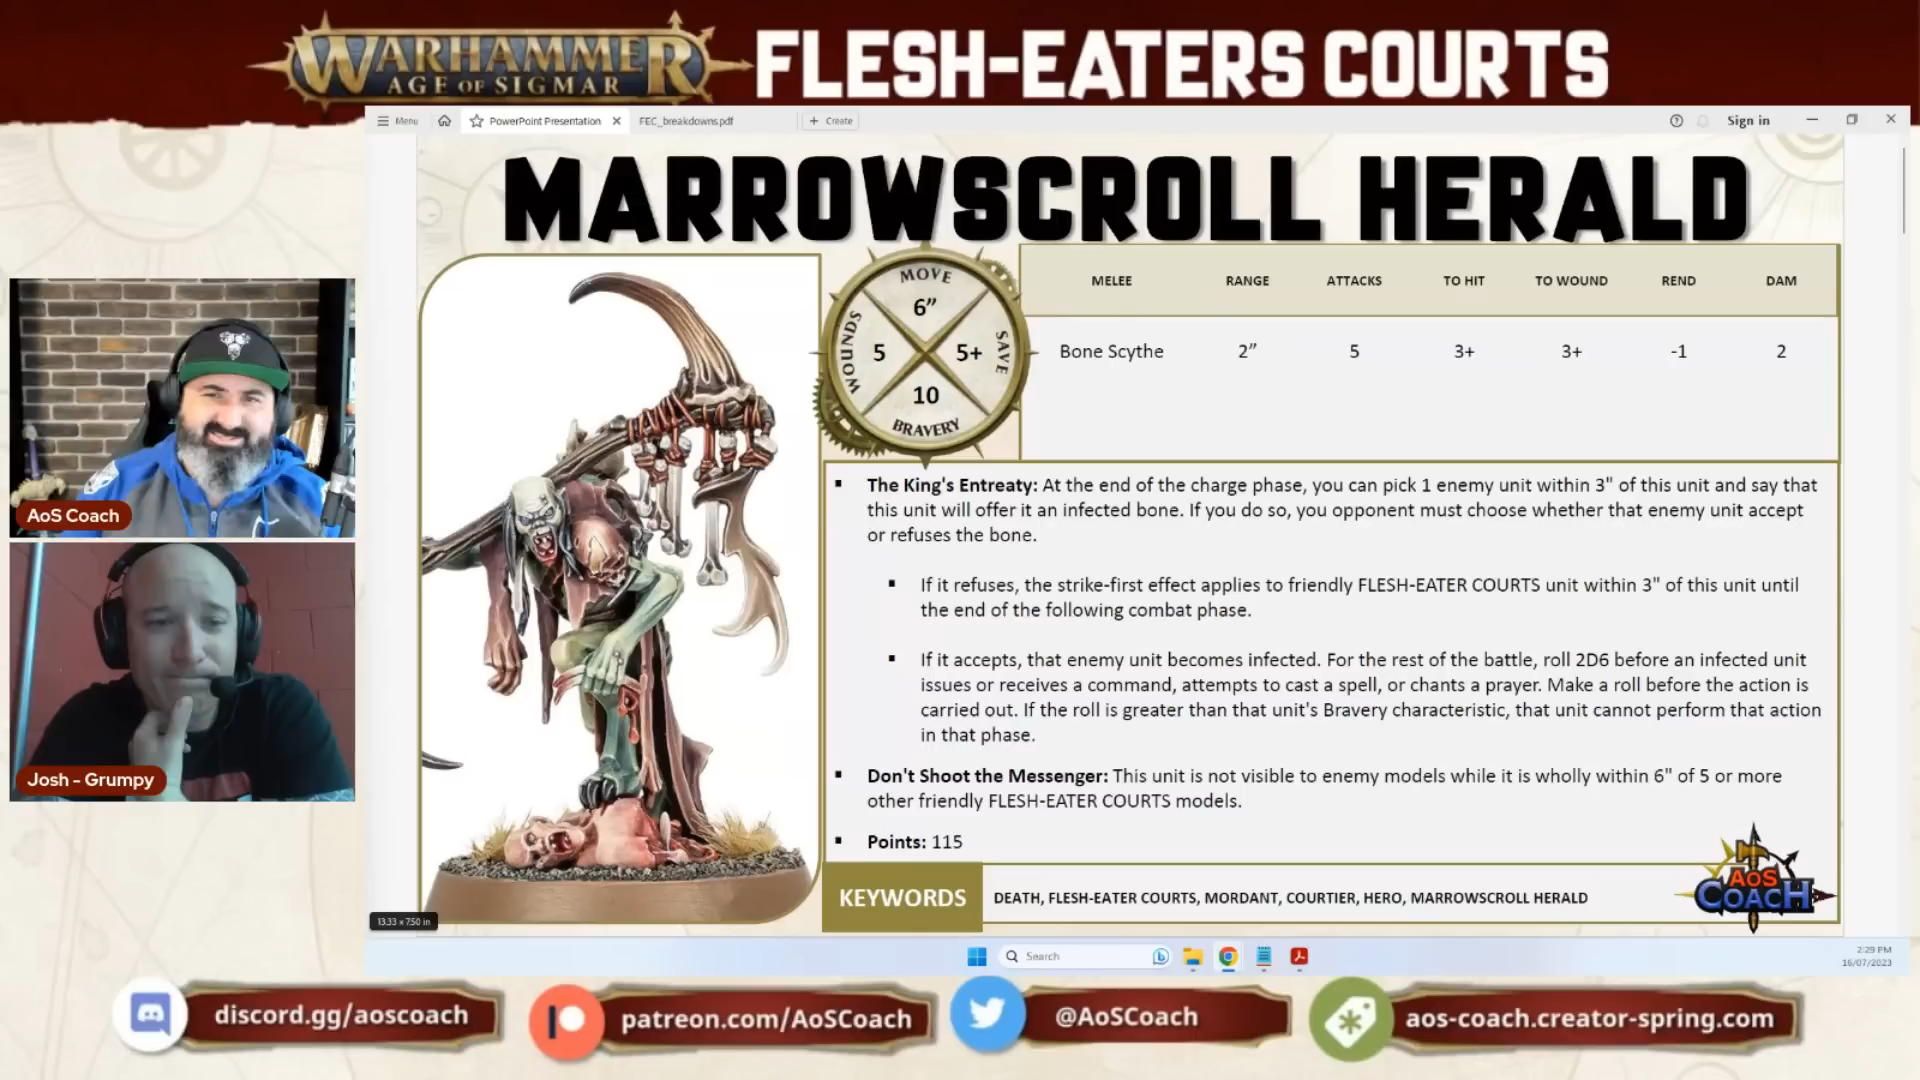 WARHAMMER
AGE OF SIGMAR
FLESH-EATERS COURTS
Menu
PowerPoint Presentation
FEC_breakdowns.pdf
+ Create
Sign in
MARROWSCROLL HERALD
MOVE
6”
WOUNDS
5
5+
SAVE
10
BRAVERY
MELEE RANGE ATTACKS TO HIT TO WOUND REND DAM
Bone Scythe 2” 5 3+ 3+ -1 2
▪ The King's Entreaty: At the end of the charge phase, you can pick 1 enemy unit within 3" of this unit and say that
this unit will offer it an infected bone. If you do so, you opponent must choose whether that enemy unit accept
or refuses the bone.
▪ If it refuses, the strike-first effect applies to friendly FLESH-EATER COURTS unit within 3" of this unit until
the end of the following combat phase.
▪ If it accepts, that enemy unit becomes infected. For the rest of the battle, roll 2D6 before an infected unit
issues or receives a command, attempts to cast a spell, or chants a prayer. Make a roll before the action is
carried out. If the roll is greater than that unit's Bravery characteristic, that unit cannot perform that action
in that phase.
▪ Don't Shoot the Messenger: This unit is not visible to enemy models while it is wholly within 6" of 5 or more
other friendly FLESH-EATER COURTS models.
▪ Points: 115
KEYWORDS
DEATH, FLESH-EATER COURTS, MORDANT, COURTIER, HERO, MARROWSCROLL HERALD
AoS
COACH
AoS Coach
Josh - Grumpy
13.33 x 7.50 in
Search
2:29 PM
16/07/2023
discord.gg/aoscoach
patreon.com/AoSCoach
@AoSCoach
aos-coach.creator-spring.com